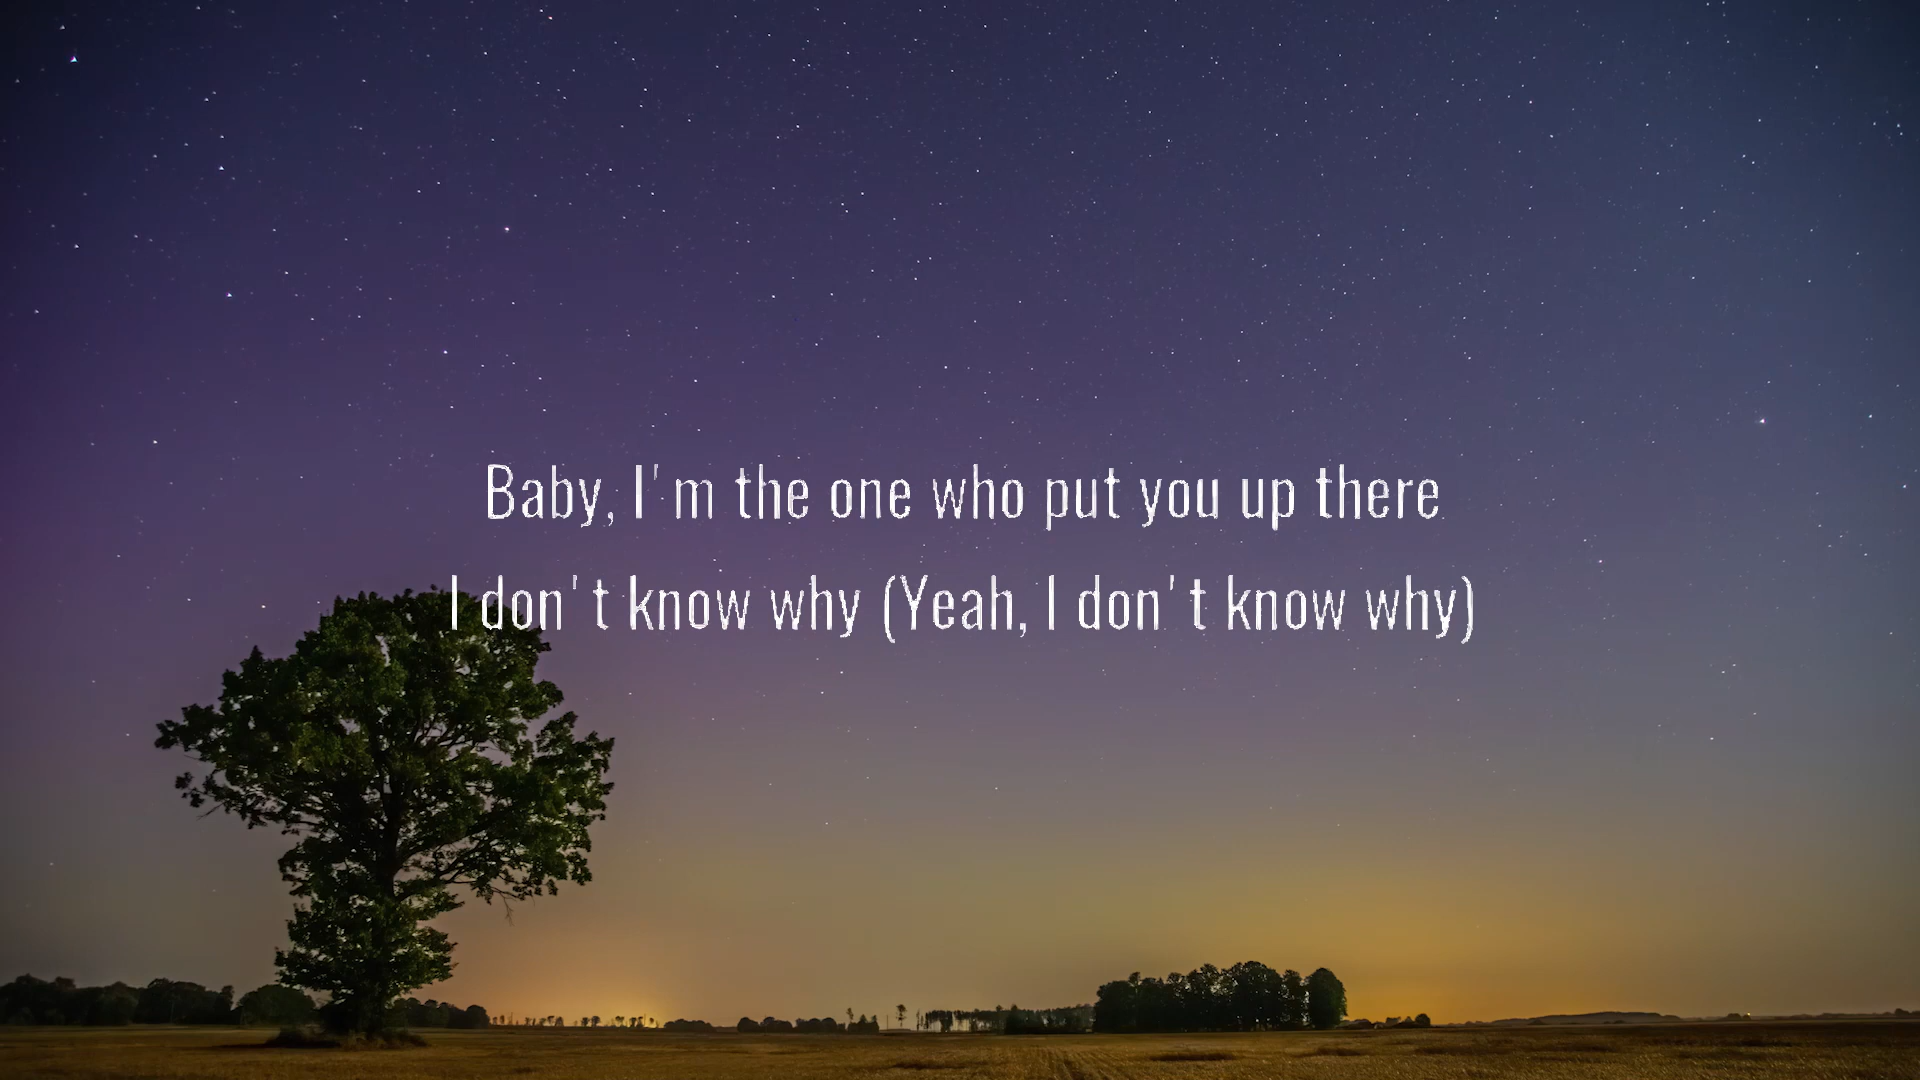 Baby, I'm the one who put you up there
I don't know why (Yeah, I don't know why)